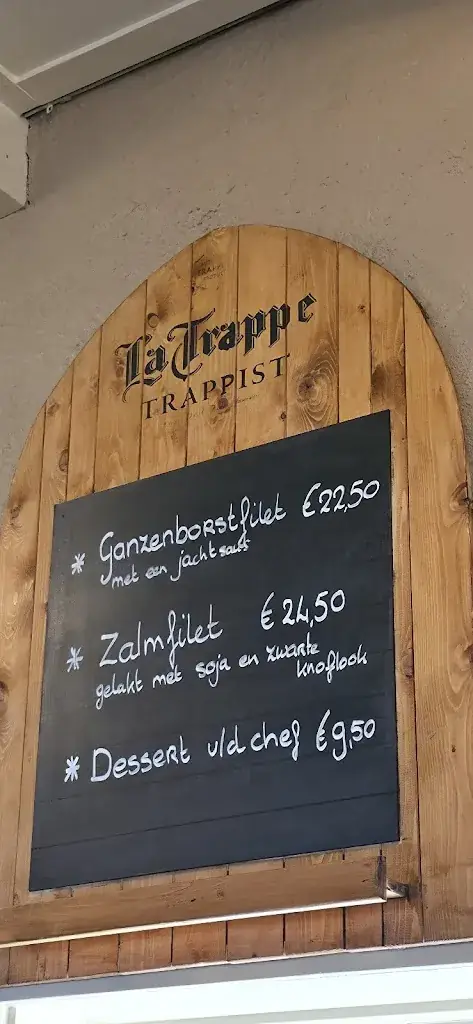 La Trappe
TRAPPIST
* Ganzenborstfilet €22,50
met een jachtsaus
* Zalmfilet €24,50
gelakt met soja en zwarte
knoflook
* Dessert v/d chef €9,50